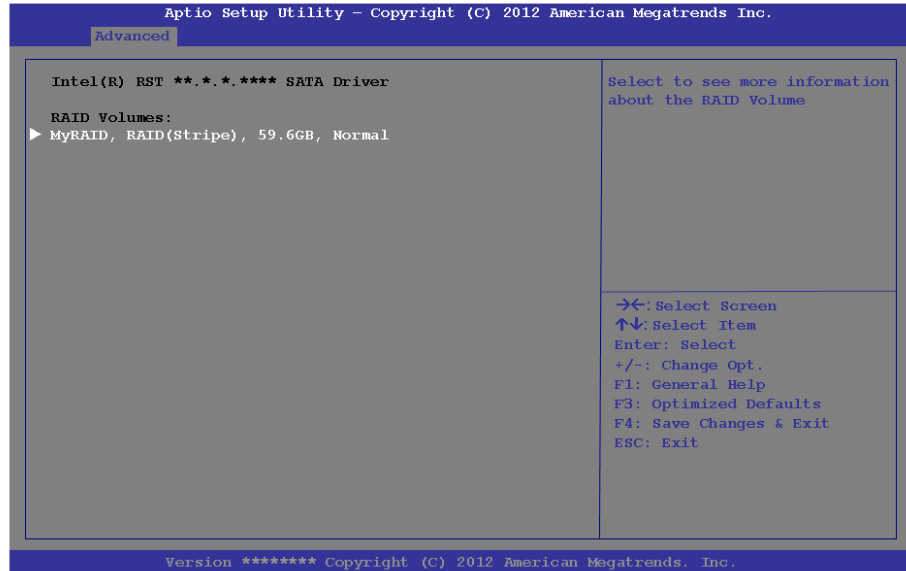 Aptio Setup Utility – Copyright (C) 2012 American Megatrends Inc.
Advanced
Intel(R) RST **.*.*.**** SATA Driver
RAID Volumes:
▶ MyRAID, RAID(Stripe), 59.6GB, Normal
Select to see more information
about the RAID Volume
→←:Select Screen
↑↓:Select Item
Enter: Select
+/-: Change Opt.
F1: General Help
F3: Optimized Defaults
F4: Save Changes & Exit
ESC: Exit
Version ******** Copyright (C) 2012 American Megatrends. Inc.